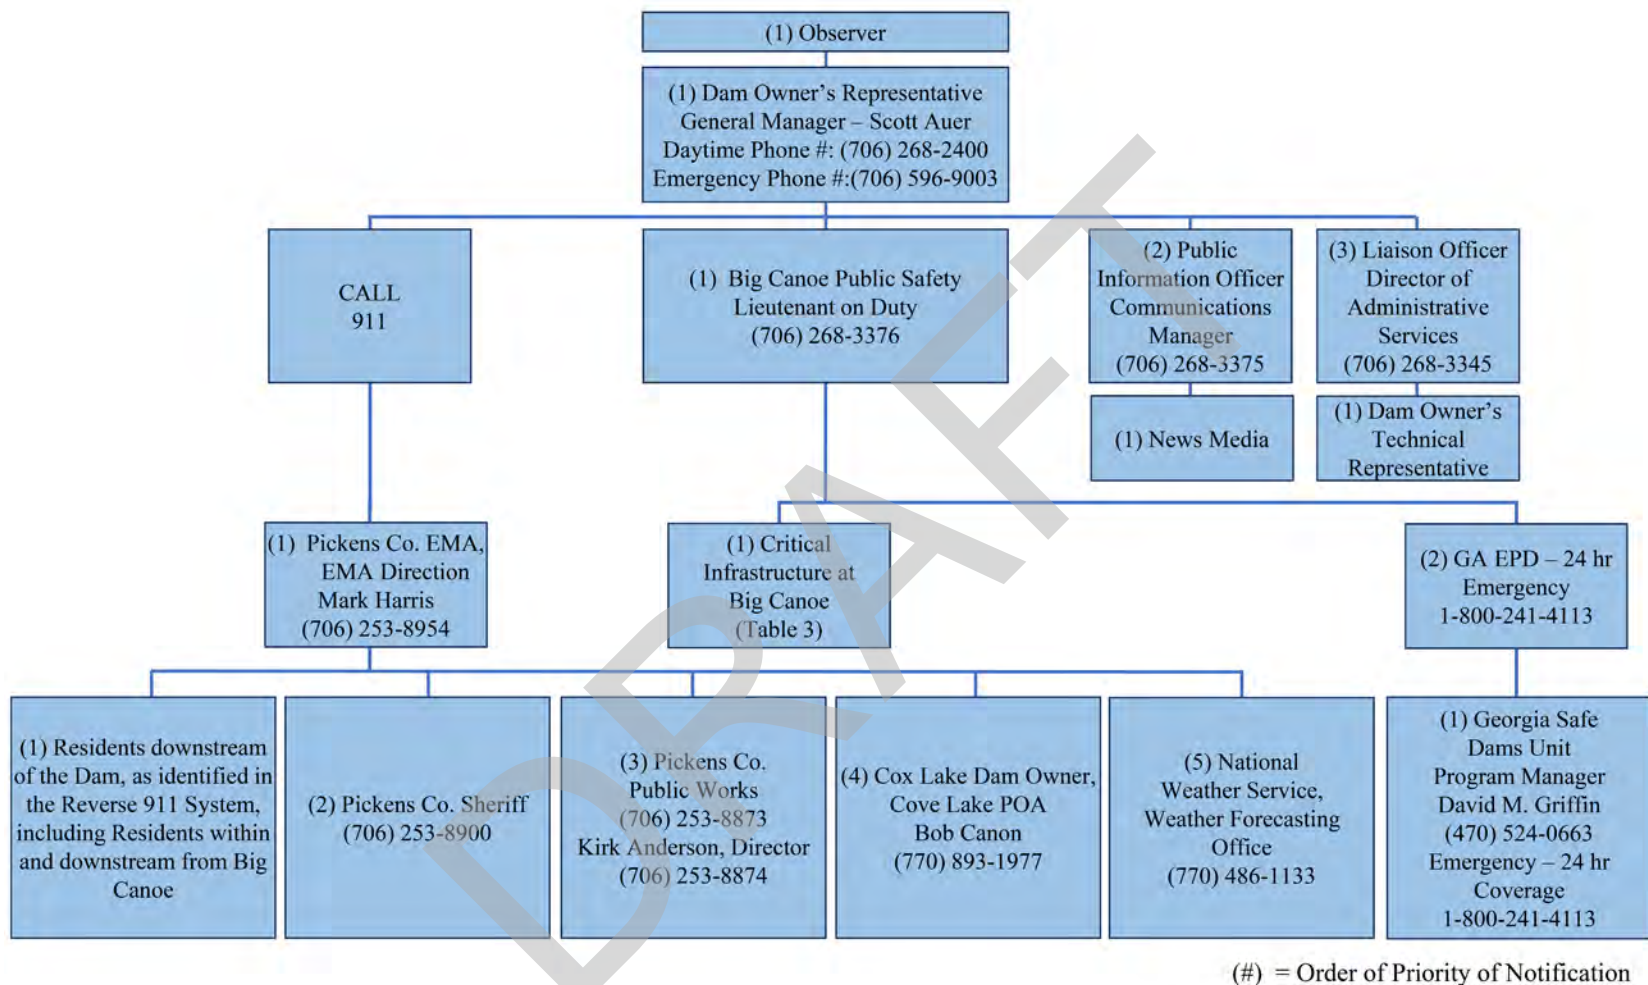 (1) Observer
(1) Dam Owner's Representative
General Manager – Scott Auer
Daytime Phone #: (706) 268-2400
Emergency Phone #:(706) 596-9003
CALL
911
(1) Big Canoe Public Safety
Lieutenant on Duty
(706) 268-3376
(2) Public
Information Officer
Communications
Manager
(706) 268-3375
(3) Liaison Officer
Director of
Administrative
Services
(706) 268-3345
(1) News Media
(1) Dam Owner's
Technical
Representative
(1) Pickens Co. EMA,
EMA Direction
Mark Harris
(706) 253-8954
(1) Critical
Infrastructure at
Big Canoe
(Table 3)
(2) GA EPD – 24 hr
Emergency
1-800-241-4113
(1) Residents downstream
of the Dam, as identified in
the Reverse 911 System,
including Residents within
and downstream from Big
Canoe
(2) Pickens Co. Sheriff
(706) 253-8900
(3) Pickens Co.
Public Works
(706) 253-8873
Kirk Anderson, Director
(706) 253-8874
(4) Cox Lake Dam Owner,
Cove Lake POA
Bob Canon
(770) 893-1977
(5) National
Weather Service,
Weather Forecasting
Office
(770) 486-1133
(1) Georgia Safe
Dams Unit
Program Manager
David M. Griffin
(470) 524-0663
Emergency – 24 hr
Coverage
1-800-241-4113
(#) = Order of Priority of Notification
DRAFT